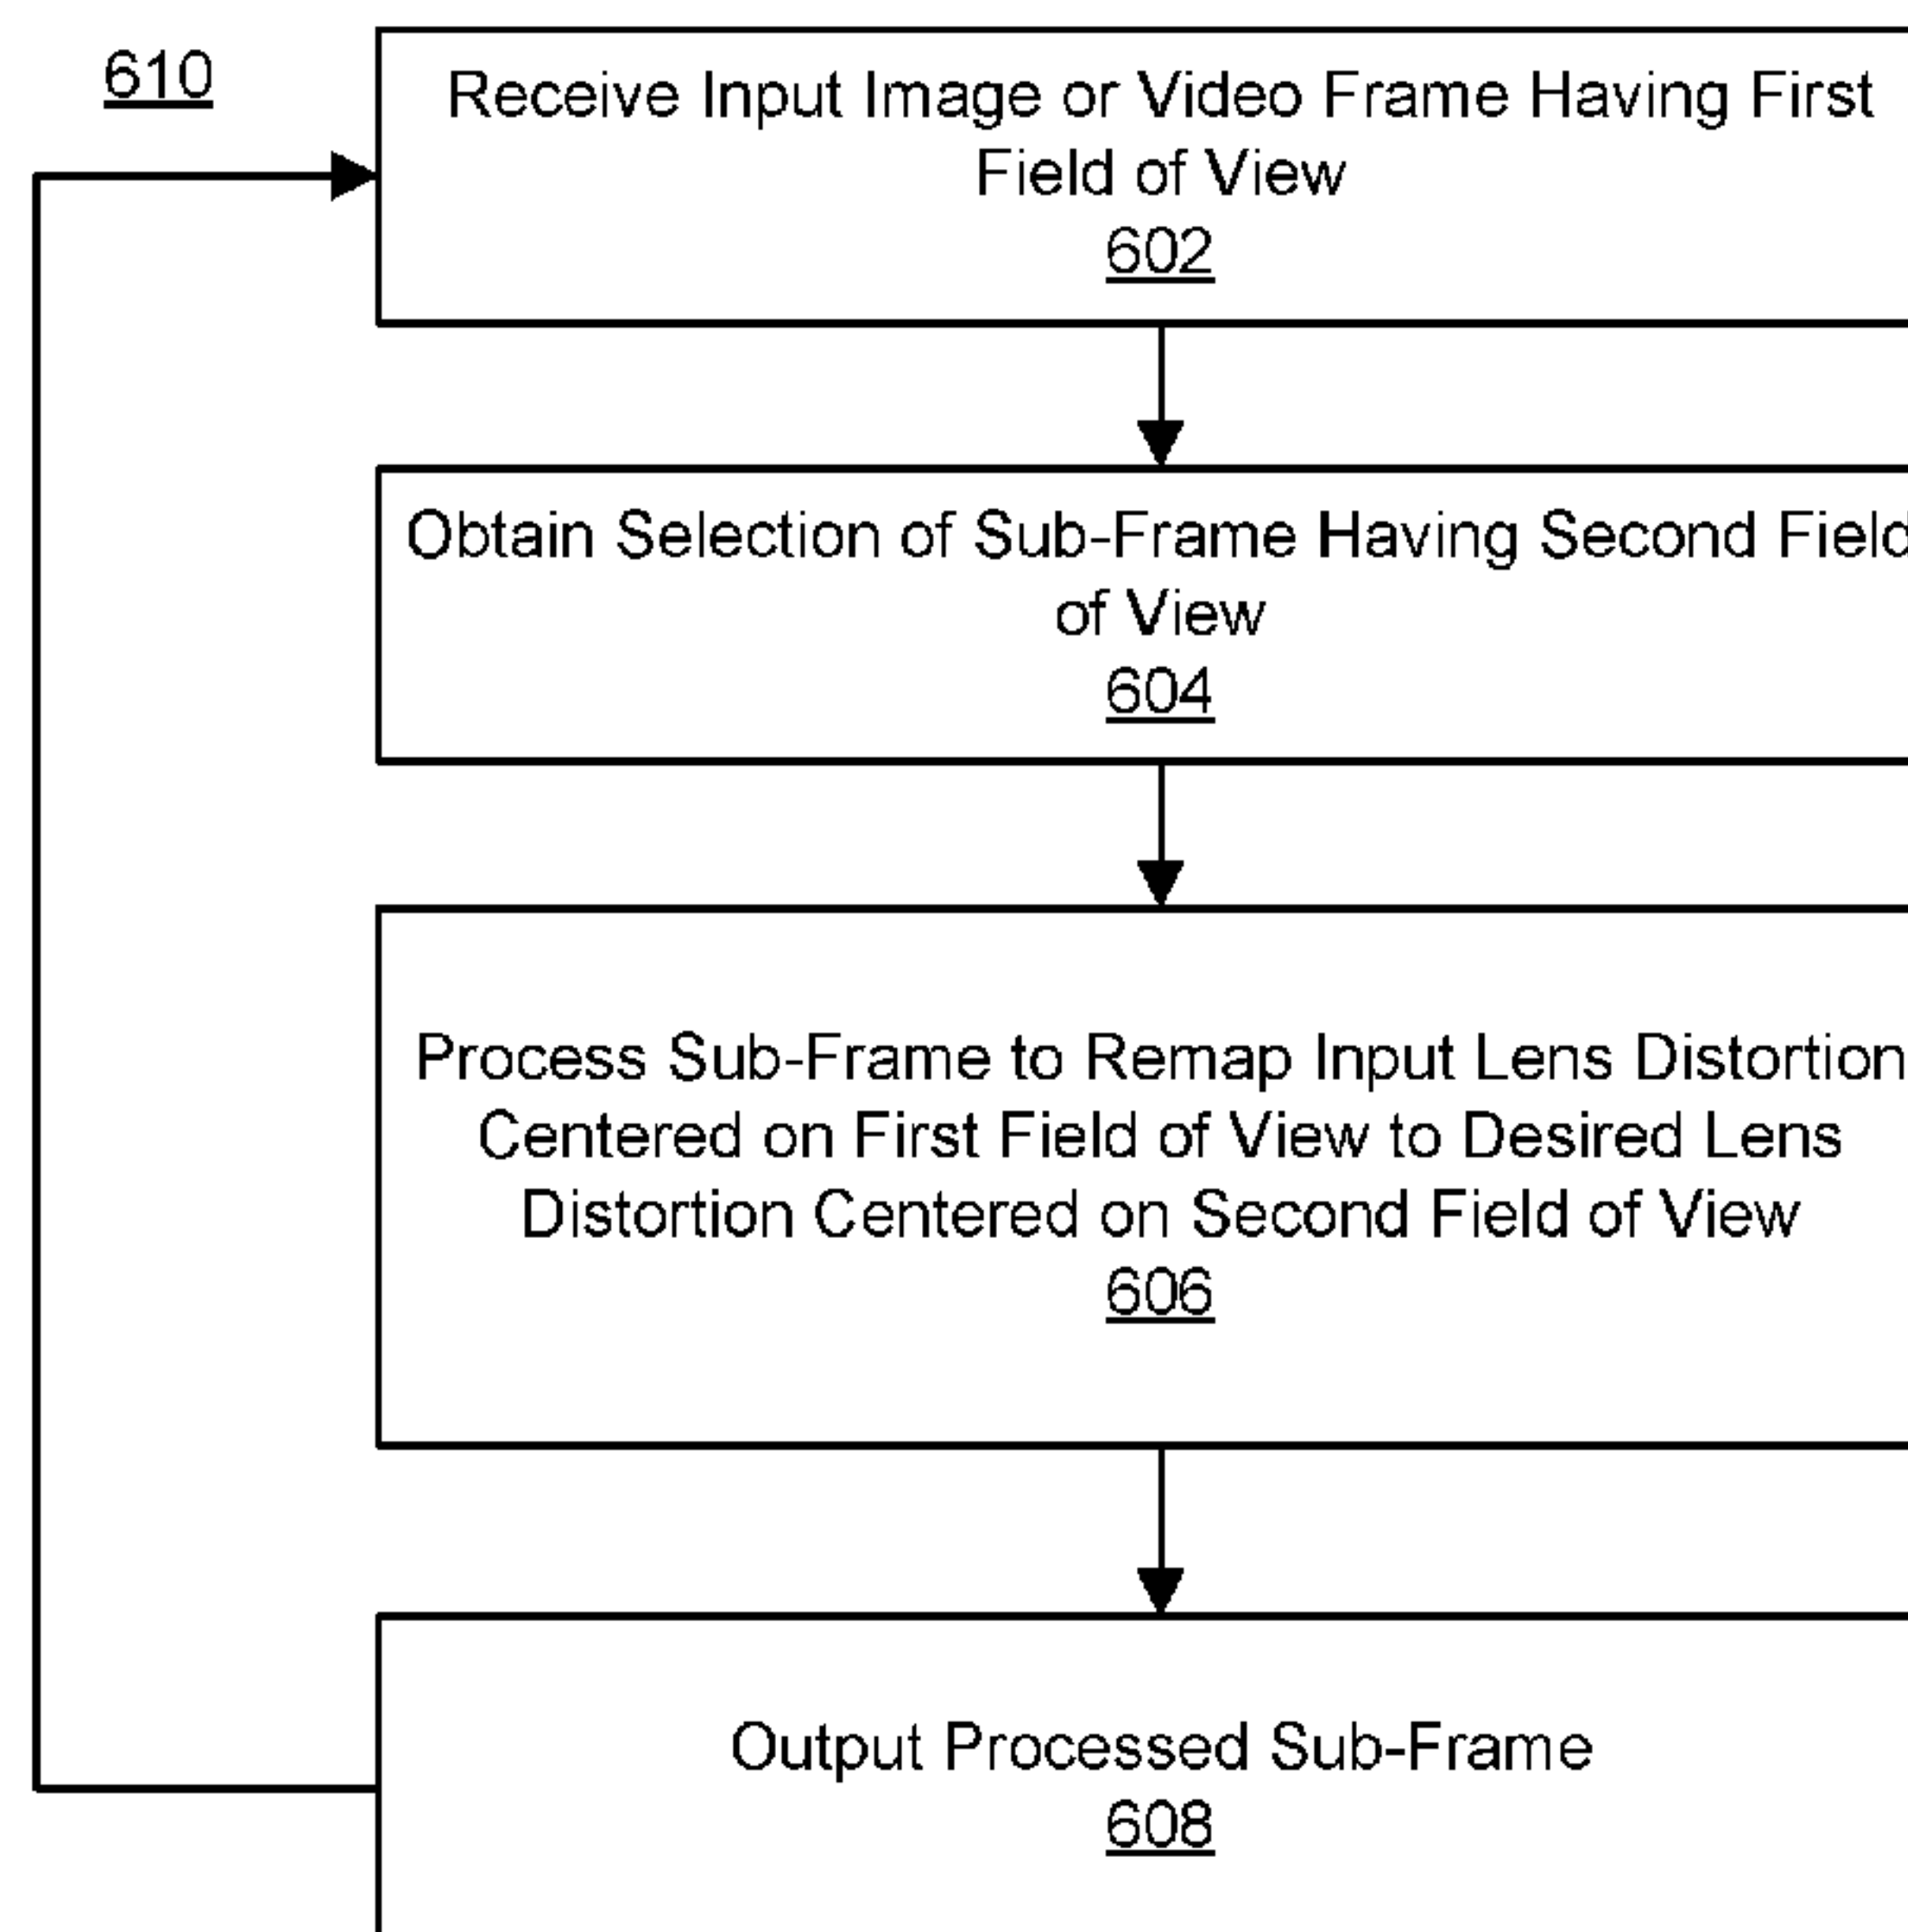 610
Receive Input Image or Video Frame Having First
Field of View
602
Obtain Selection of Sub-Frame Having Second Field
of View
604
Process Sub-Frame to Remap Input Lens Distortion
Centered on First Field of View to Desired Lens
Distortion Centered on Second Field of View
606
Output Processed Sub-Frame
608